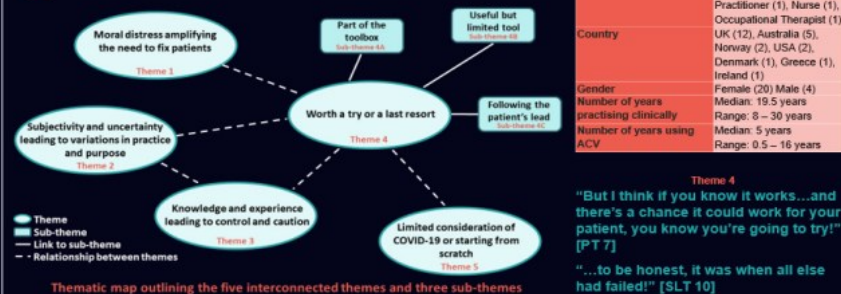 Moral distress amplifying
the need to fix patients
Theme 1
Part of the
toolbox
Sub-theme 4A
Useful but
limited tool
Sub-theme 4B
Worth a try or a last resort
Theme 4
Following the
patient's lead
Sub-theme 4C
Subjectivity and uncertainty
leading to variations in practice
and purpose
Theme 2
Knowledge and experience
leading to control and caution
Theme 3
Limited consideration of
COVID-19 or starting from
scratch
Theme 5
Theme
Sub-theme
Link to sub-theme
Relationship between themes
Thematic map outlining the five interconnected themes and three sub-themes
Practitioner (1), Nurse (1),
Occupational Therapist (1)
Country
UK (12), Australia (5),
Norway (2), USA (2),
Denmark (1), Greece (1),
Ireland (1)
Gender
Female (20) Male (4)
Number of years
practising clinically
Median: 19.5 years
Range: 8 – 30 years
Number of years using
ACV
Median: 5 years
Range: 0.5 – 16 years
Theme 4
“But I think if you know it works...and
there’s a chance it could work for your
patient, you know you’re going to try!”
[PT 7]
“…to be honest, it was when all else
had failed!” [SLT 10]